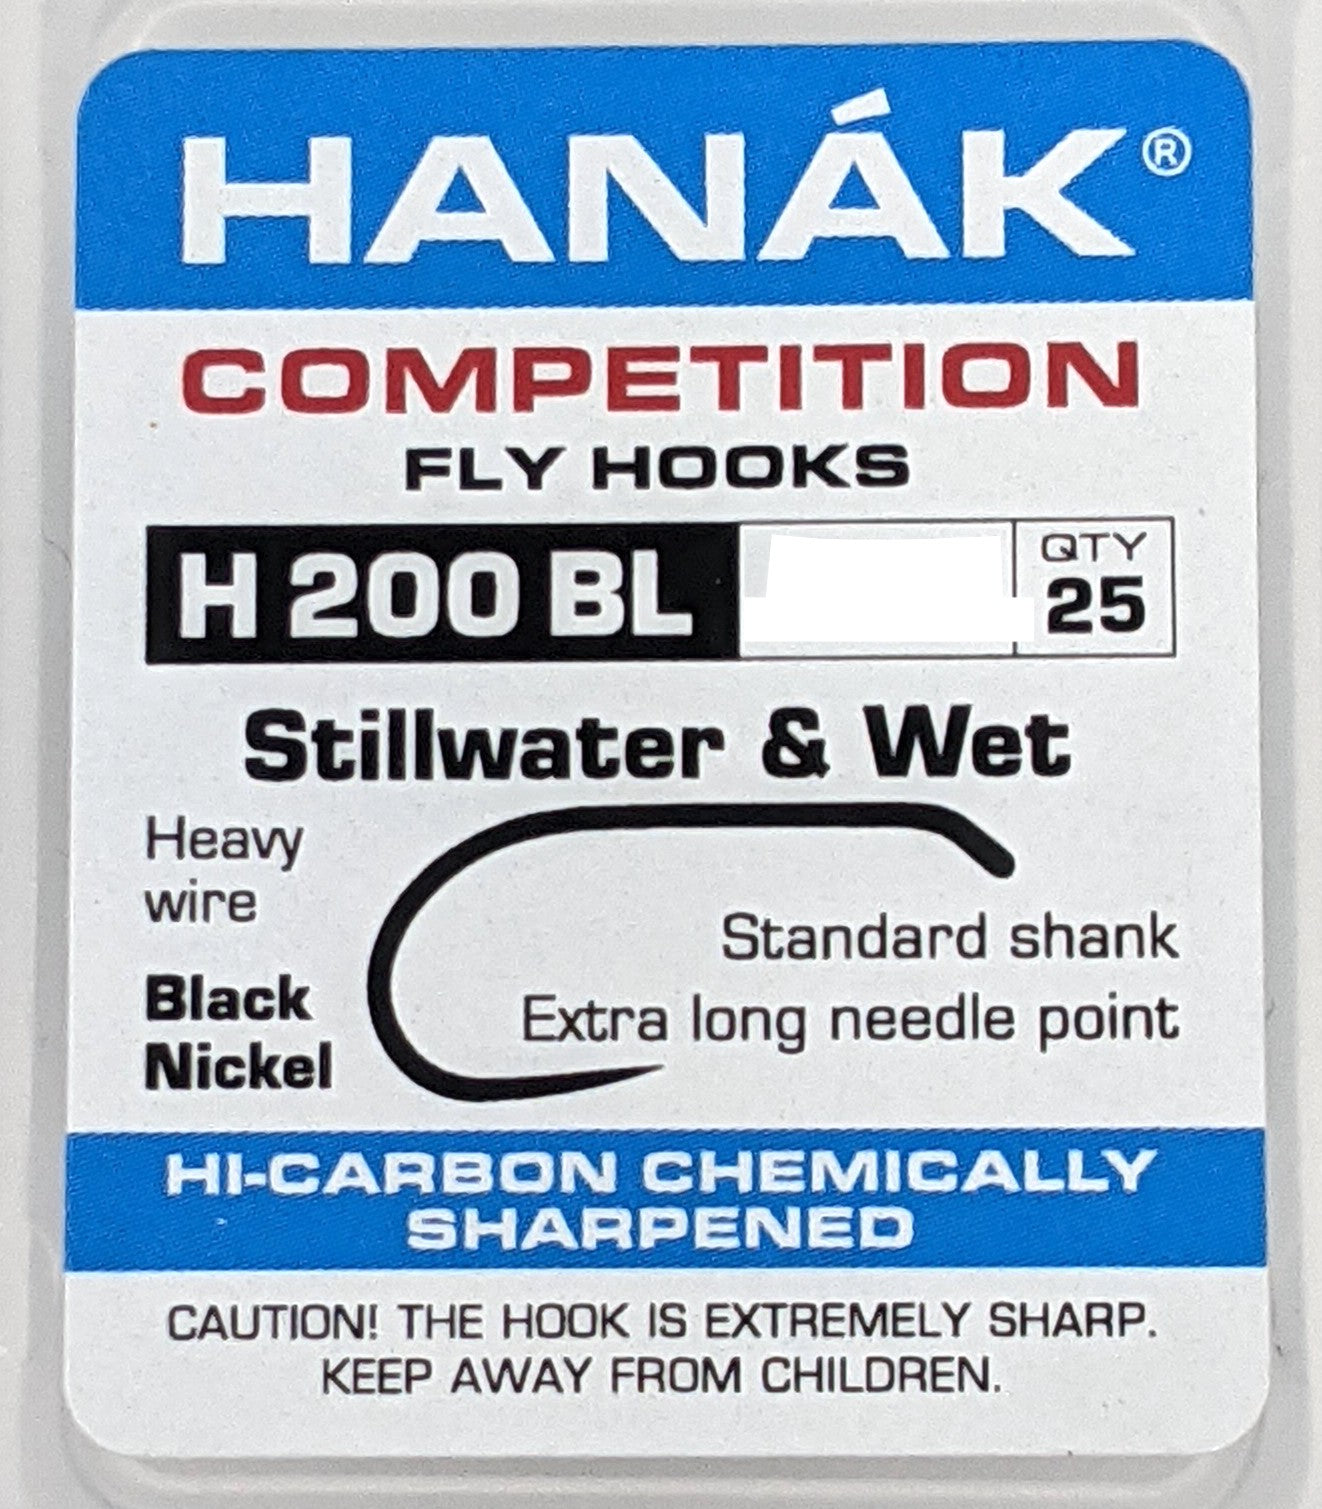 HANÁK®
COMPETITION
FLY HOOKS
H 200 BL
QTY
25
Stillwater & Wet
Heavy
wire
Standard shank
Black
Extra long needle point
Nickel
HI-CARBON CHEMICALLY
SHARPENED
CAUTION! THE HOOK IS EXTREMELY SHARP.
KEEP AWAY FROM CHILDREN.